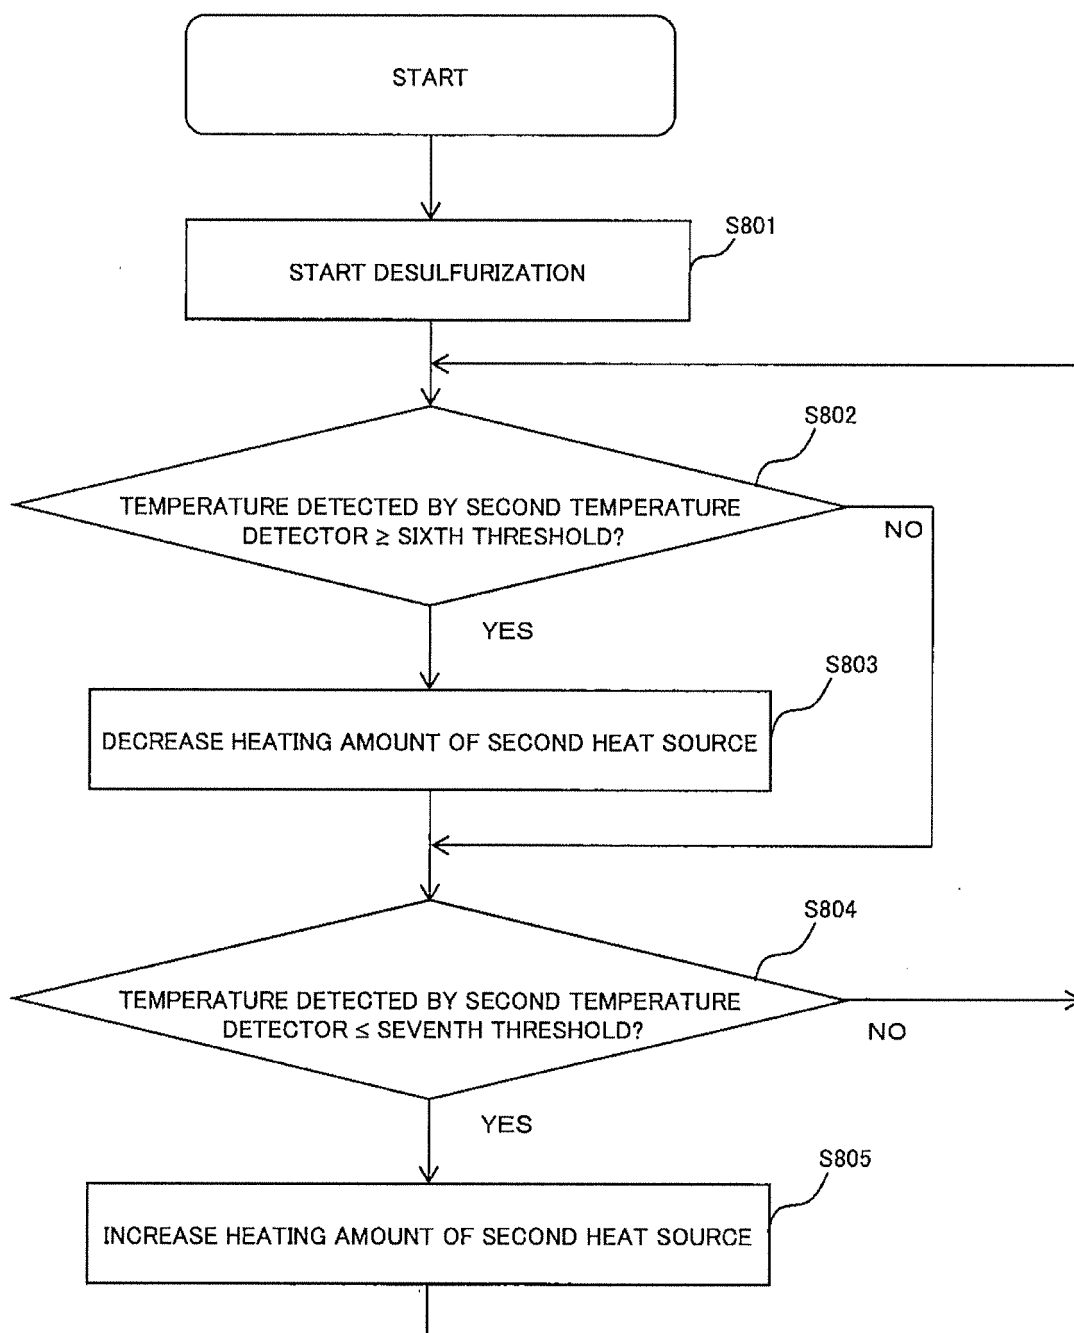 START
S801
START DESULFURIZATION
S802
TEMPERATURE DETECTED BY SECOND TEMPERATURE
DETECTOR ≥ SIXTH THRESHOLD?
NO
YES
S803
DECREASE HEATING AMOUNT OF SECOND HEAT SOURCE
S804
TEMPERATURE DETECTED BY SECOND TEMPERATURE
DETECTOR ≤ SEVENTH THRESHOLD?
NO
YES
S805
INCREASE HEATING AMOUNT OF SECOND HEAT SOURCE